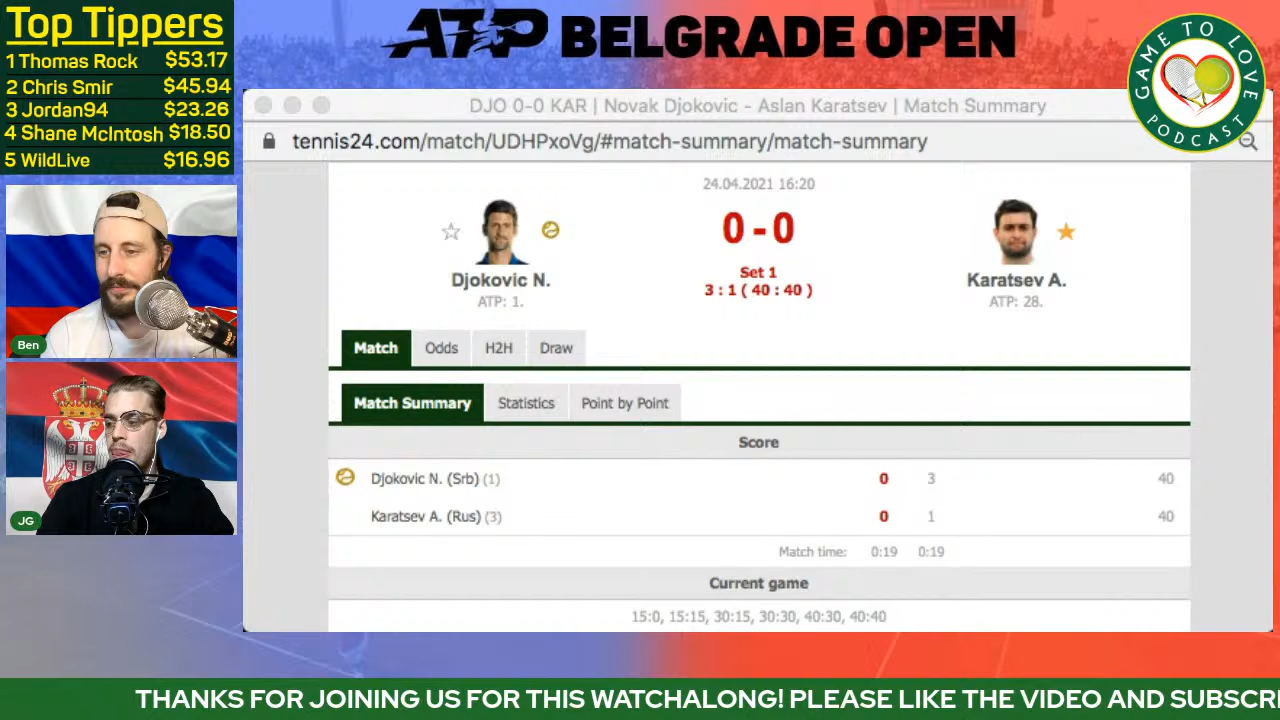 Top Tippers
1 Thomas Rock $53.17
2 Chris Smir $45.94
3 Jordan94 $23.26
4 Shane McIntosh $18.50
5 WildLive $16.96
ATP BELGRADE OPEN
GAME TO LOVE
PODCAST
DJO 0-0 KAR | Novak Djokovic - Aslan Karatsev | Match Summary
tennis24.com/match/UDHPxoVg/#match-summary/match-summary
24.04.2021 16:20
0 - 0
Set 1
3 : 1 ( 40 : 40 )
Djokovic N.
ATP: 1.
Karatsev A.
ATP: 28.
Match Odds H2H Draw
Match Summary Statistics Point by Point
Score
Djokovic N. (Srb) (1) 0 3 40
Karatsev A. (Rus) (3) 0 1 40
Match time: 0:19 0:19
Current game
15:0, 15:15, 30:15, 30:30, 40:30, 40:40
Ben
JG
THANKS FOR JOINING US FOR THIS WATCHALONG! PLEASE LIKE THE VIDEO AND SUBSCRI